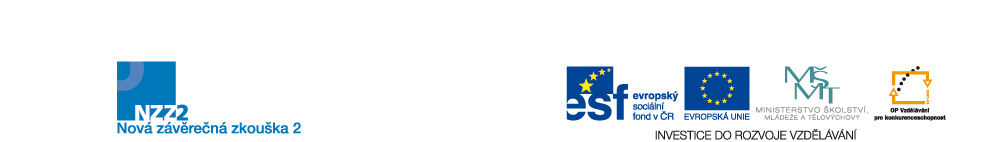 NZZ2
Nová závěrečná zkouška 2
esf
evropský
sociální
fond v ČR
EVROPSKÁ UNIE
MŠMT
MINISTERSTVO ŠKOLSTVÍ,
MLÁDEŽE A TĚLOVÝCHOVY
OP Vzdělávání
pro konkurenceschopnost
INVESTICE DO ROZVOJE VZDĚLÁVÁNÍ